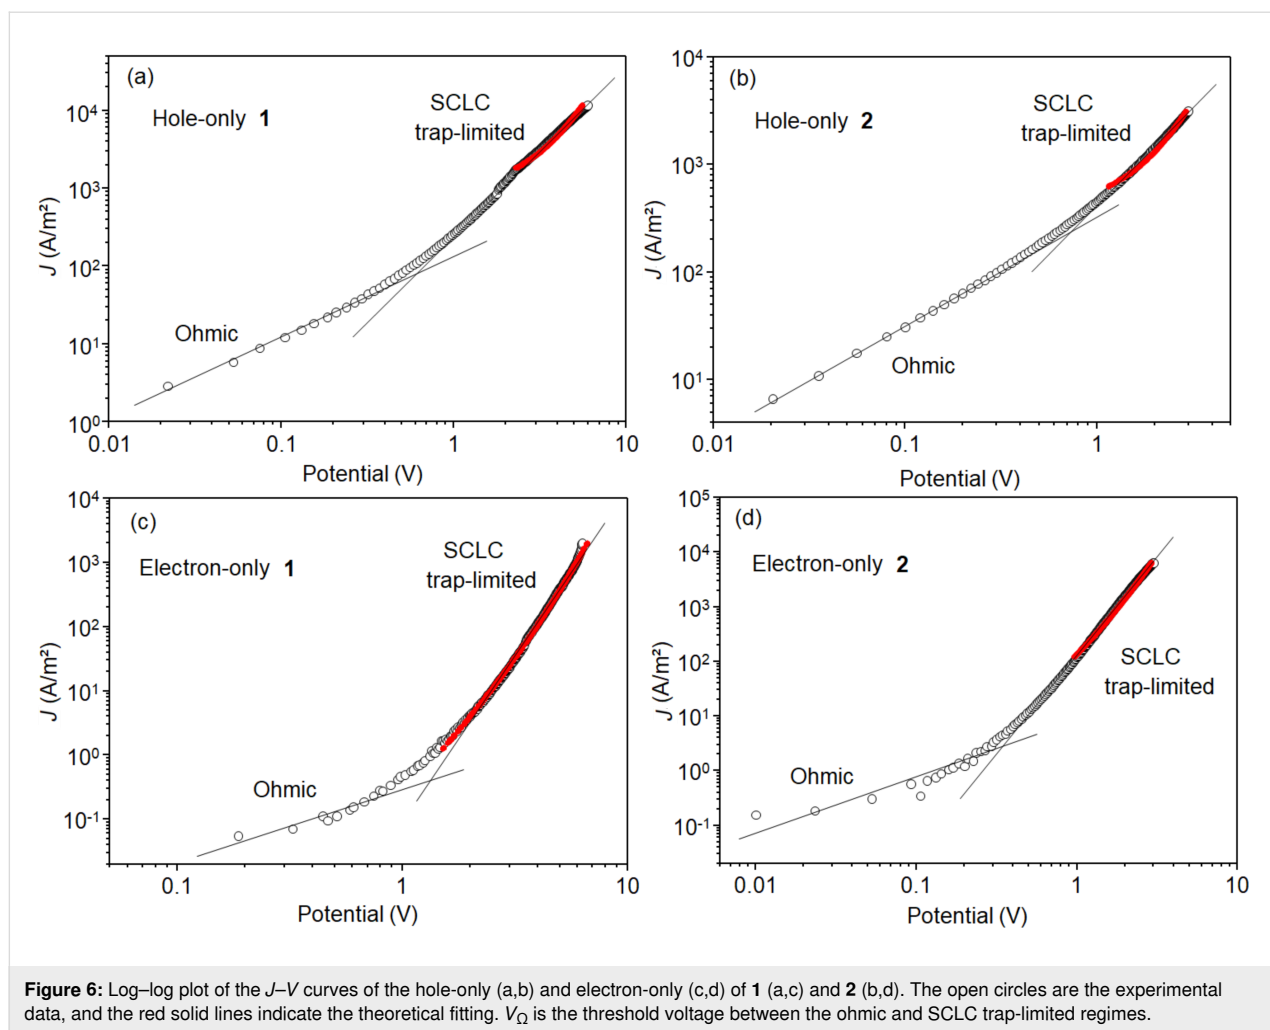 (a)
Hole-only 1
SCLC
trap-limited
Ohmic
J (A/m²)
10⁴
10³
10²
10¹
10⁰
0.01
0.1
1
10
Potential (V)
(b)
Hole-only 2
SCLC
trap-limited
Ohmic
J (A/m²)
10⁴
10³
10²
10¹
0.01
0.1
1
Potential (V)
(c)
Electron-only 1
SCLC
trap-limited
Ohmic
J (A/m²)
10⁴
10³
10²
10¹
10⁰
10⁻¹
0.1
1
10
Potential (V)
(d)
Electron-only 2
SCLC
trap-limited
Ohmic
J (A/m²)
10⁵
10⁴
10³
10²
10¹
10⁰
10⁻¹
0.01
0.1
1
10
Potential (V)
Figure 6: Log–log plot of the J–V curves of the hole-only (a,b) and electron-only (c,d) of 1 (a,c) and 2 (b,d). The open circles are the experimental
data, and the red solid lines indicate the theoretical fitting. V_Ω is the threshold voltage between the ohmic and SCLC trap-limited regimes.